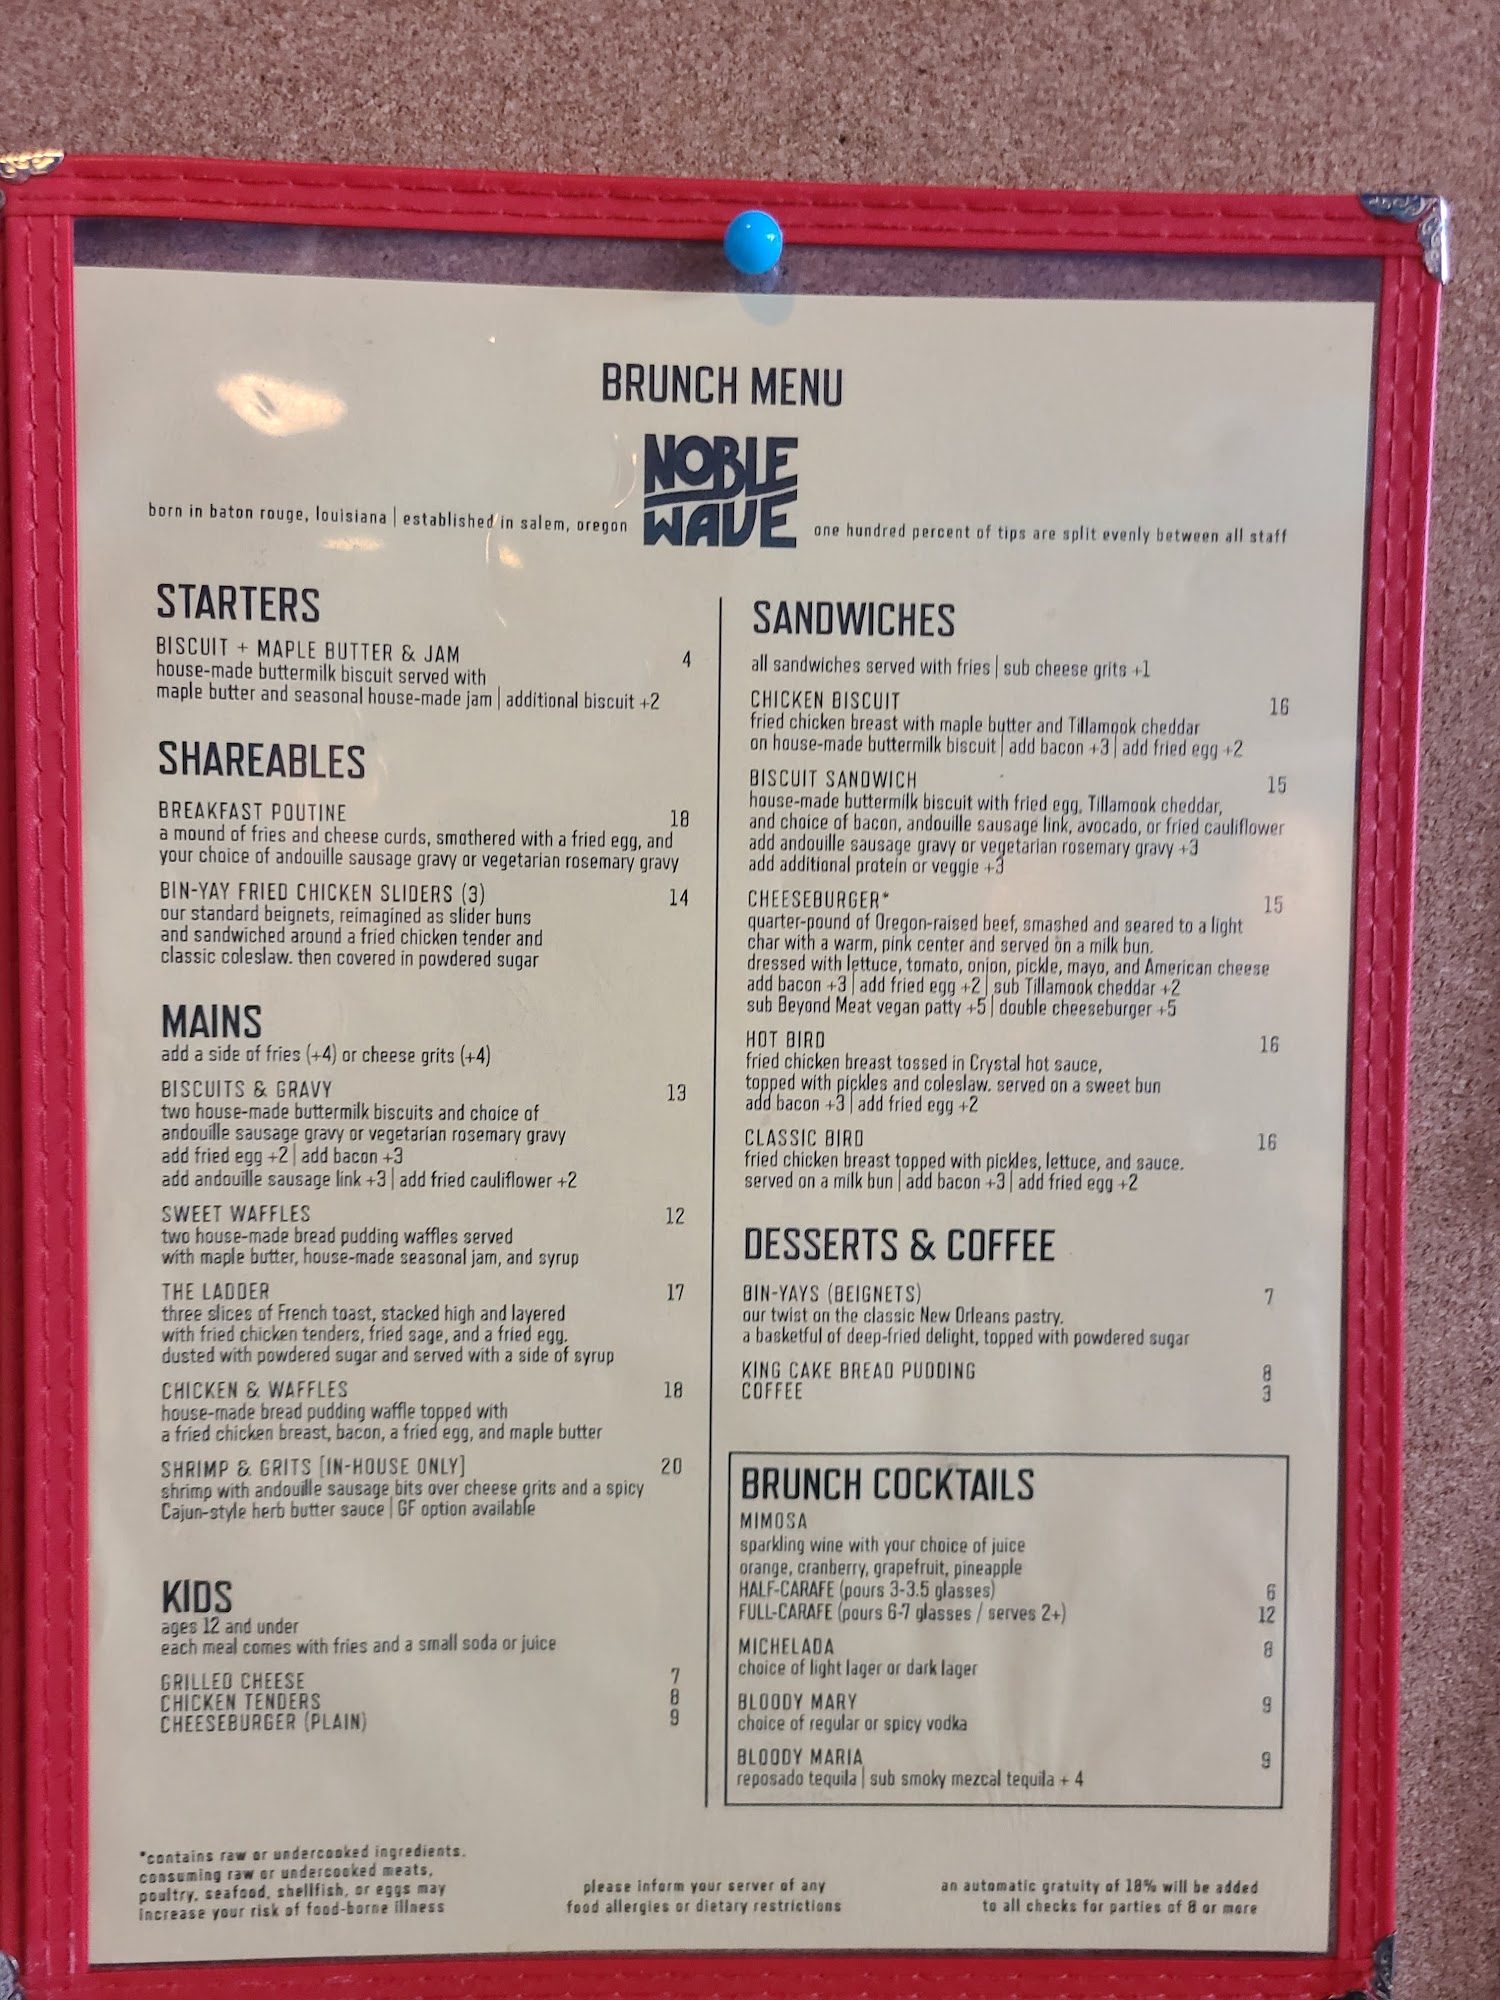 BRUNCH MENU
NOBLE
WAVE
born in baton rouge, louisiana | established in salem, oregon
one hundred percent of tips are split evenly between all staff
STARTERS
BISCUIT + MAPLE BUTTER & JAM 4
house-made buttermilk biscuit served with
maple butter and seasonal house-made jam | additional biscuit +2
SHAREABLES
BREAKFAST POUTINE 18
a mound of fries and cheese curds, smothered with a fried egg, and
your choice of andouille sausage gravy or vegetarian rosemary gravy
BIN-YAY FRIED CHICKEN SLIDERS (3) 14
our standard beignets, reimagined as slider buns
and sandwiched around a fried chicken tender and
classic coleslaw. then covered in powdered sugar
MAINS
add a side of fries (+4) or cheese grits (+4)
BISCUITS & GRAVY 13
two house-made buttermilk biscuits and choice of
andouille sausage gravy or vegetarian rosemary gravy
add fried egg +2 | add bacon +3
add andouille sausage link +3 | add fried cauliflower +2
SWEET WAFFLES 12
two house-made bread pudding waffles served
with maple butter, house-made seasonal jam, and syrup
THE LADDER 17
three slices of French toast, stacked high and layered
with fried chicken tenders, fried sage, and a fried egg.
dusted with powdered sugar and served with a side of syrup
CHICKEN & WAFFLES 18
house-made bread pudding waffle topped with
a fried chicken breast, bacon, a fried egg, and maple butter
SHRIMP & GRITS [IN-HOUSE ONLY] 20
shrimp with andouille sausage bits over cheese grits and a spicy
Cajun-style herb butter sauce | GF option available
KIDS
ages 12 and under
each meal comes with fries and a small soda or juice
GRILLED CHEESE 7
CHICKEN TENDERS 8
CHEESEBURGER (PLAIN) 9
SANDWICHES
all sandwiches served with fries | sub cheese grits +1
CHICKEN BISCUIT 16
fried chicken breast with maple butter and Tillamook cheddar
on house-made buttermilk biscuit | add bacon +3 | add fried egg +2
BISCUIT SANDWICH 15
house-made buttermilk biscuit with fried egg, Tillamook cheddar,
and choice of bacon, andouille sausage link, avocado, or fried cauliflower
add andouille sausage gravy or vegetarian rosemary gravy +3
add additional protein or veggie +3
CHEESEBURGER* 15
quarter-pound of Oregon-raised beef, smashed and seared to a light
char with a warm, pink center and served on a milk bun.
dressed with lettuce, tomato, onion, pickle, mayo, and American cheese
add bacon +3 | add fried egg +2 | sub Tillamook cheddar +2
sub Beyond Meat vegan patty +5 | double cheeseburger +5
HOT BIRD 16
fried chicken breast tossed in Crystal hot sauce,
topped with pickles and coleslaw. served on a sweet bun
add bacon +3 | add fried egg +2
CLASSIC BIRD 16
fried chicken breast topped with pickles, lettuce, and sauce.
served on a milk bun | add bacon +3 | add fried egg +2
DESSERTS & COFFEE
BIN-YAYS (BEIGNETS) 7
our twist on the classic New Orleans pastry.
a basketful of deep-fried delight, topped with powdered sugar
KING CAKE BREAD PUDDING 8
COFFEE 3
BRUNCH COCKTAILS
MIMOSA
sparkling wine with your choice of juice
orange, cranberry, grapefruit, pineapple
HALF-CARAFE (pours 3-3.5 glasses) 6
FULL-CARAFE (pours 6-7 glasses / serves 2+) 12
MICHELADA 8
choice of light lager or dark lager
BLOODY MARY 9
choice of regular or spicy vodka
BLOODY MARIA 9
reposado tequila | sub smoky mezcal tequila + 4
*contains raw or undercooked ingredients.
consuming raw or undercooked meats,
poultry, seafood, shellfish, or eggs may
increase your risk of food-borne illness
please inform your server of any
food allergies or dietary restrictions
an automatic gratuity of 18% will be added
to all checks for parties of 8 or more